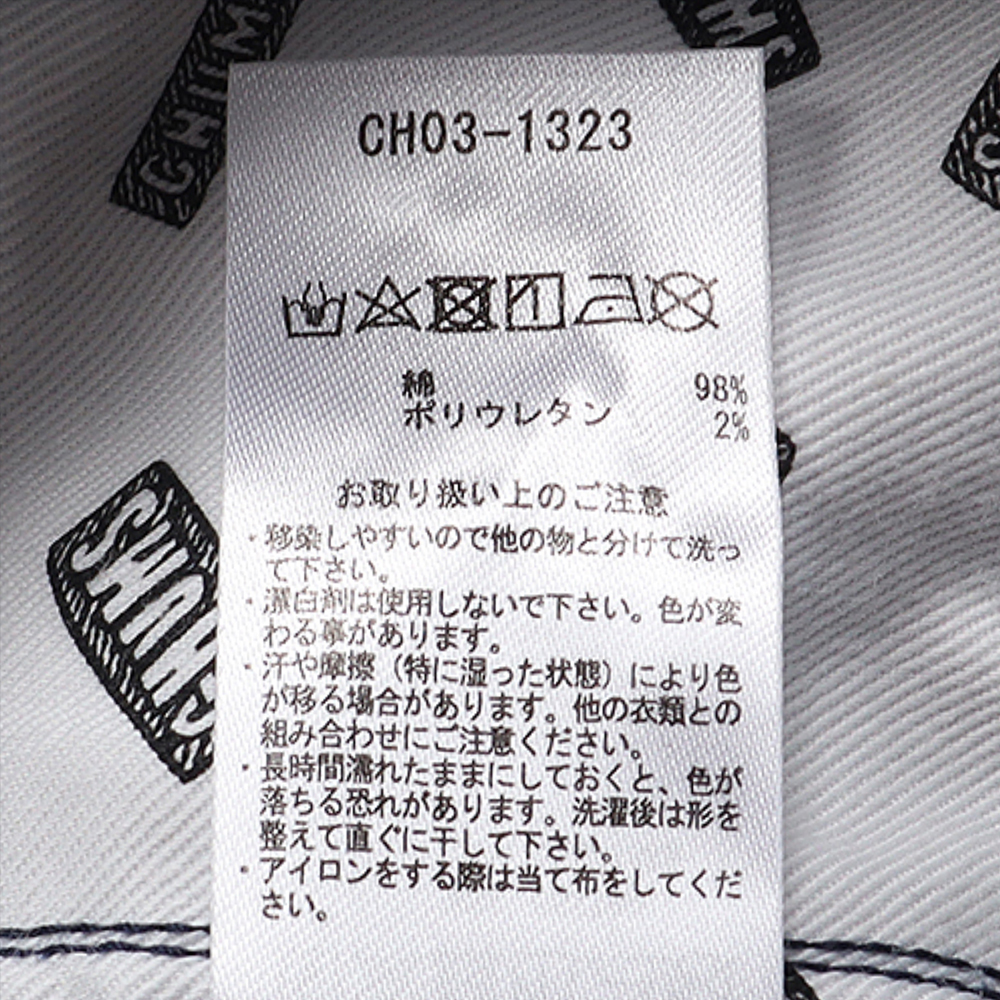 CHUM
CH03-1323
綿 98%
ポリウレタン 2%
お取り扱い上のご注意
・移染しやすいので他の物と分けて洗っ
て下さい。
・漂白剤は使用しないで下さい。色が変
わる事があります。
・汗や摩擦（特に湿った状態）により色
が移る場合があります。他の衣類との
組み合わせにご注意ください。
・長時間濡れたままにしておくと、色が
落ちる恐れがあります。洗濯後は形を
整えて直ぐに干して下さい。
・アイロンをする際は当て布をしてくだ
さい。